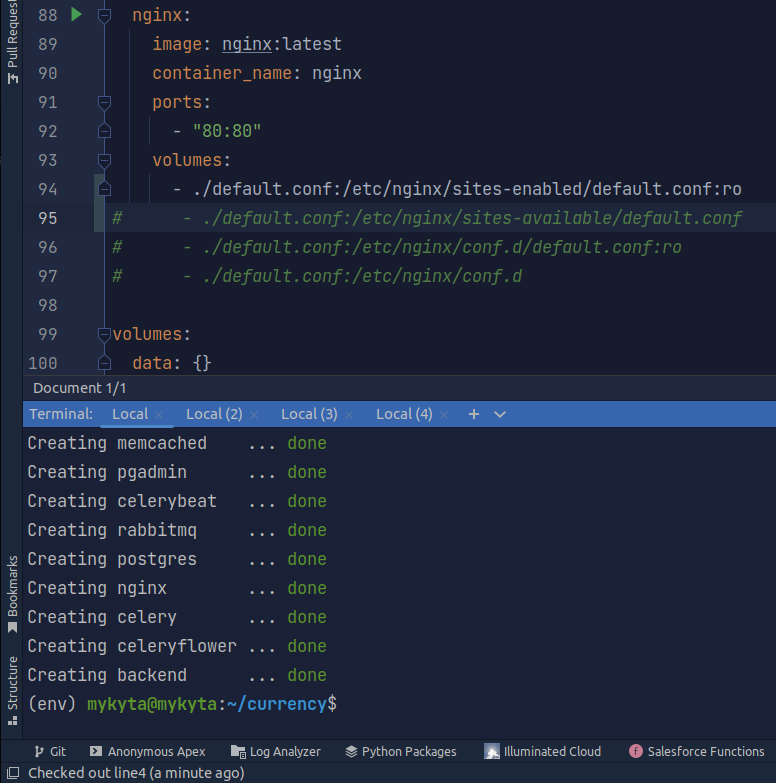 Pull Request
88 nginx:
89 image: nginx:latest
90 container_name: nginx
91 ports:
92 - "80:80"
93 volumes:
94 - ./default.conf:/etc/nginx/sites-enabled/default.conf:ro
95 # - ./default.conf:/etc/nginx/sites-available/default.conf
96 # - ./default.conf:/etc/nginx/conf.d/default.conf:ro
97 # - ./default.conf:/etc/nginx/conf.d
98
99 volumes:
100 data: {}
Document 1/1
Terminal: Local × Local (2) × Local (3) × Local (4) × +
Creating memcached ... done
Creating pgadmin ... done
Creating celerybeat ... done
Creating rabbitmq ... done
Creating postgres ... done
Creating nginx ... done
Creating celery ... done
Creating celeryflower ... done
Creating backend ... done
(env) mykyta@mykyta:~/currency$
Bookmarks
Structure
Git Anonymous Apex Log Analyzer Python Packages Illuminated Cloud f Salesforce Functions
Checked out line4 (a minute ago)